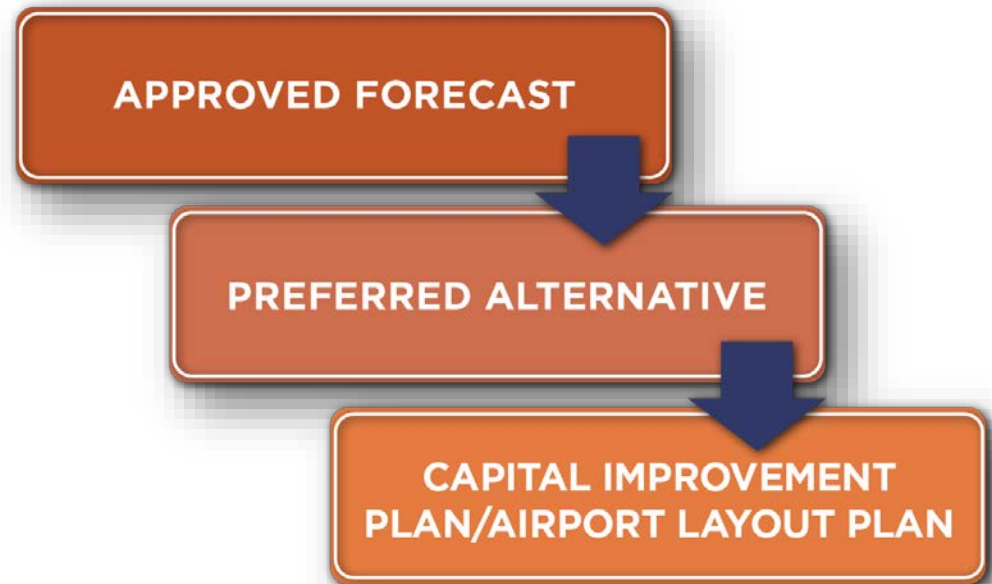 APPROVED FORECAST
PREFERRED ALTERNATIVE
CAPITAL IMPROVEMENT
PLAN/AIRPORT LAYOUT PLAN